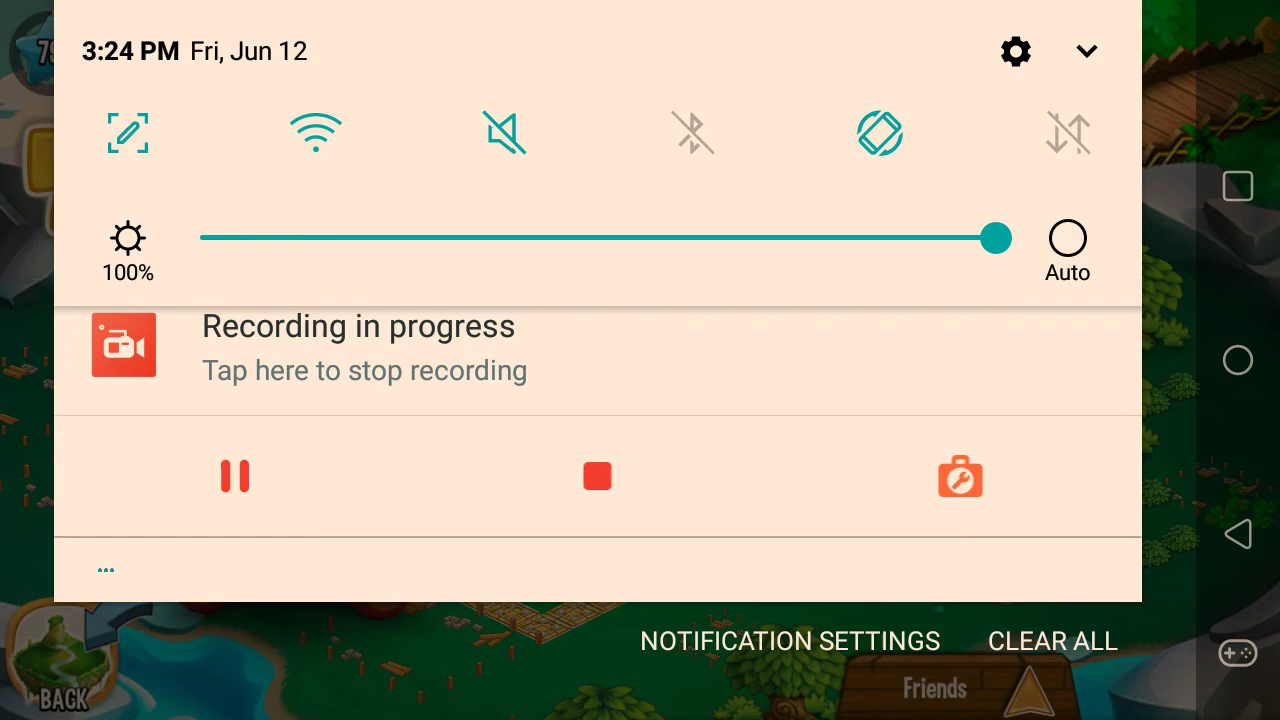 3:24 PM Fri, Jun 12
100%
Auto
Recording in progress
Tap here to stop recording
NOTIFICATION SETTINGS
CLEAR ALL
BACK
Friends